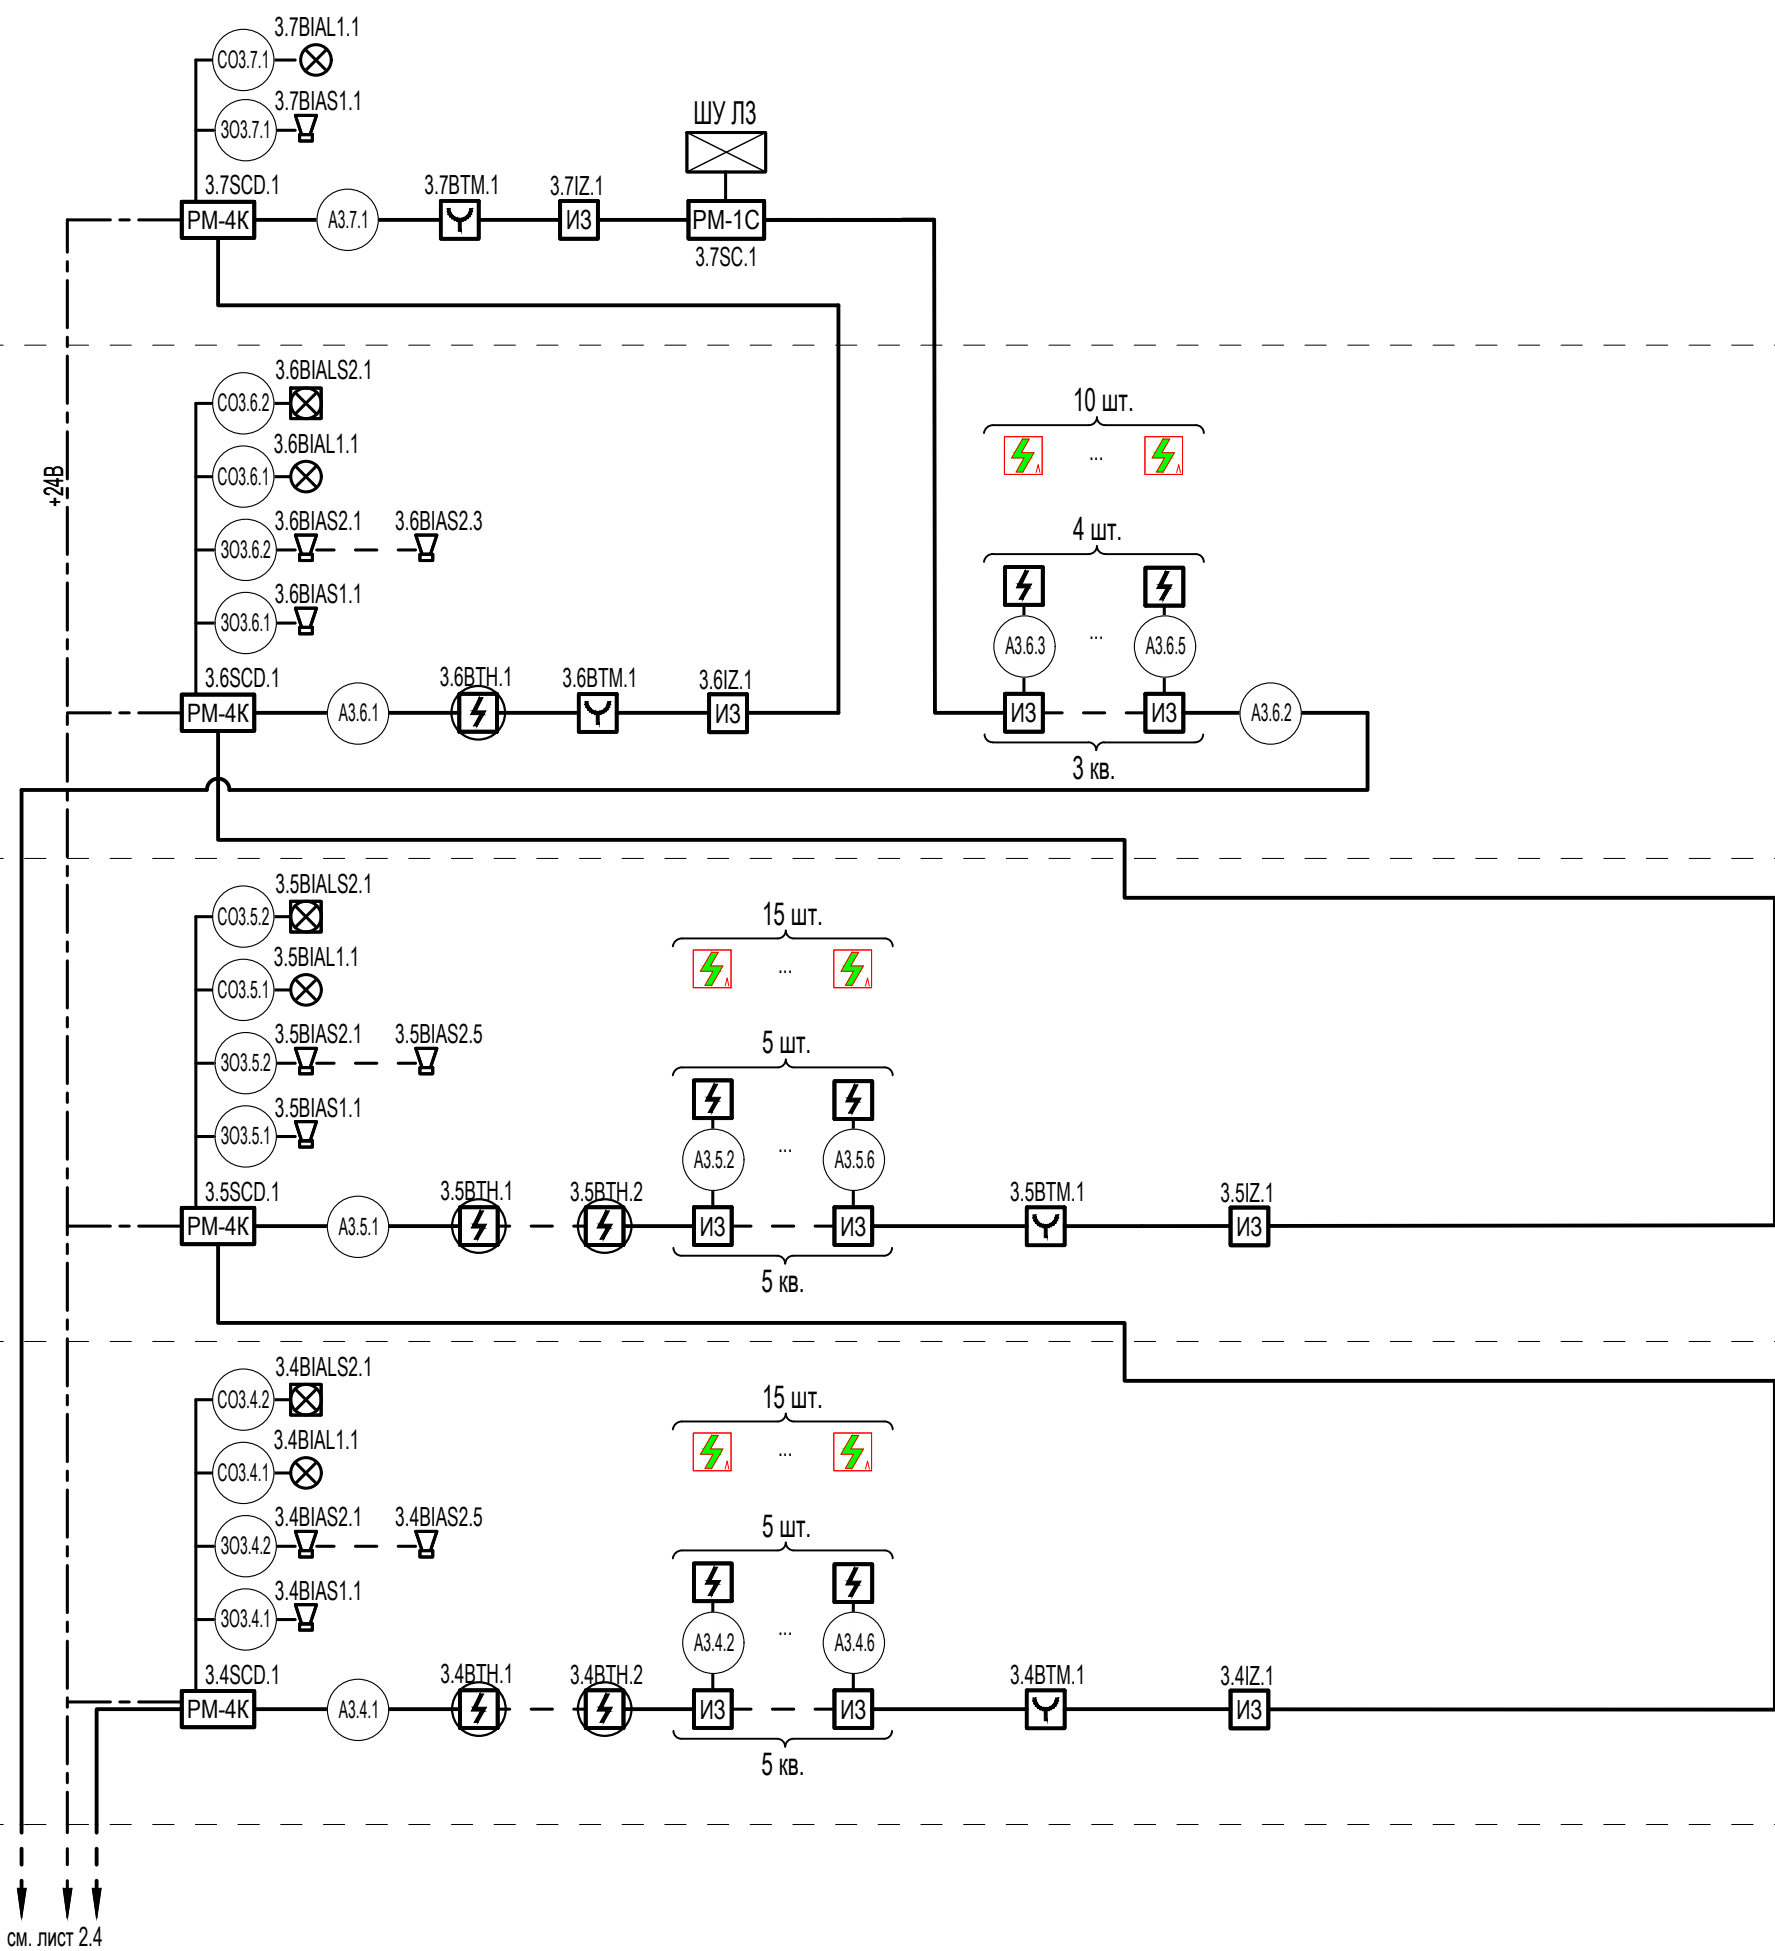 3.7BIAL1.1
СО3.7.1
3.7BIAS1.1
ЗО3.7.1
ШУ ЛЗ
3.7SCD.1
3.7BTM.1
3.7IZ.1
РМ-4К
А3.7.1
ИЗ
РМ-1С
3.7SC.1
3.6BIALS2.1
СО3.6.2
10 шт.
3.6BIAL1.1
СО3.6.1
...
+24В
3.6BIAS2.1
3.6BIAS2.3
ЗО3.6.2
4 шт.
3.6BIAS1.1
ЗО3.6.1
А3.6.3
...
А3.6.5
3.6SCD.1
3.6BTH.1
3.6BTM.1
3.6IZ.1
РМ-4К
А3.6.1
ИЗ
ИЗ
ИЗ
А3.6.2
3 кв.
3.5BIALS2.1
СО3.5.2
15 шт.
3.5BIAL1.1
СО3.5.1
...
3.5BIAS2.1
3.5BIAS2.5
ЗО3.5.2
5 шт.
3.5BIAS1.1
ЗО3.5.1
А3.5.2
...
А3.5.6
3.5SCD.1
3.5BTH.1
3.5BTH.2
3.5BTM.1
3.5IZ.1
РМ-4К
А3.5.1
ИЗ
ИЗ
ИЗ
5 кв.
3.4BIALS2.1
СО3.4.2
15 шт.
3.4BIAL1.1
СО3.4.1
...
3.4BIAS2.1
3.4BIAS2.5
ЗО3.4.2
5 шт.
3.4BIAS1.1
ЗО3.4.1
А3.4.2
...
А3.4.6
3.4SCD.1
3.4BTH.1
3.4BTH.2
3.4BTM.1
3.4IZ.1
РМ-4К
А3.4.1
ИЗ
ИЗ
ИЗ
5 кв.
см. лист 2.4